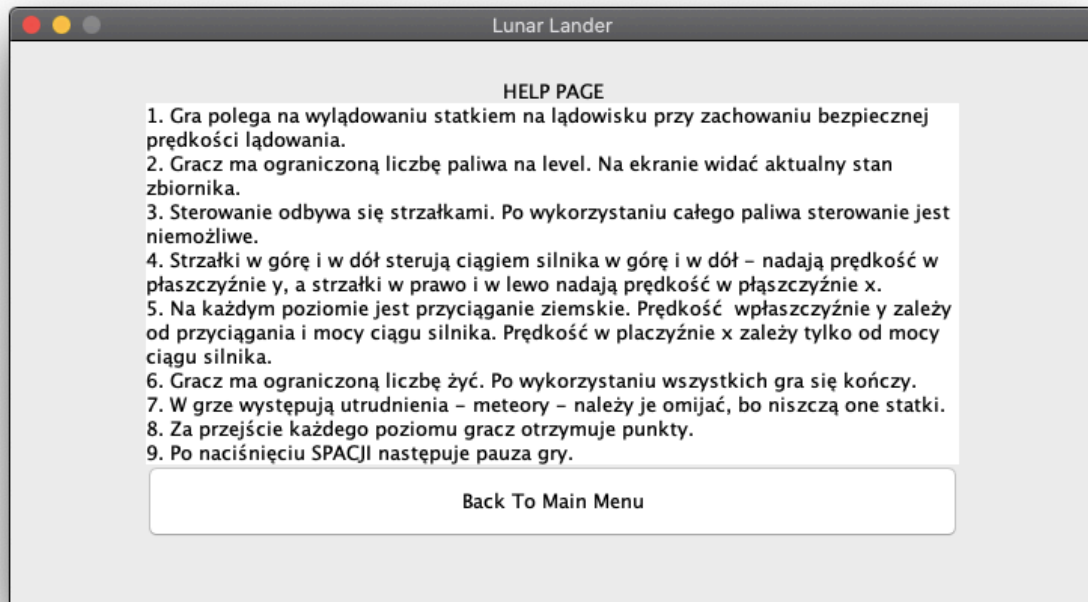 Lunar Lander
HELP PAGE
1. Gra polega na wylądowaniu statkiem na lądowisku przy zachowaniu bezpiecznej
prędkości lądowania.
2. Gracz ma ograniczoną liczbę paliwa na level. Na ekranie widać aktualny stan
zbiornika.
3. Sterowanie odbywa się strzałkami. Po wykorzystaniu całego paliwa sterowanie jest
niemożliwe.
4. Strzałki w górę i w dół sterują ciągiem silnika w górę i w dół – nadają prędkość w
płaszczyźnie y, a strzałki w prawo i w lewo nadają prędkość w płąszczyźnie x.
5. Na każdym poziomie jest przyciąganie ziemskie. Prędkość  wpłaszczyźnie y zależy
od przyciągania i mocy ciągu silnika. Prędkość w placzyźnie x zależy tylko od mocy
ciągu silnika.
6. Gracz ma ograniczoną liczbę żyć. Po wykorzystaniu wszystkich gra się kończy.
7. W grze występują utrudnienia – meteory – należy je omijać, bo niszczą one statki.
8. Za przejście każdego poziomu gracz otrzymuje punkty.
9. Po naciśnięciu SPACJI następuje pauza gry.
Back To Main Menu